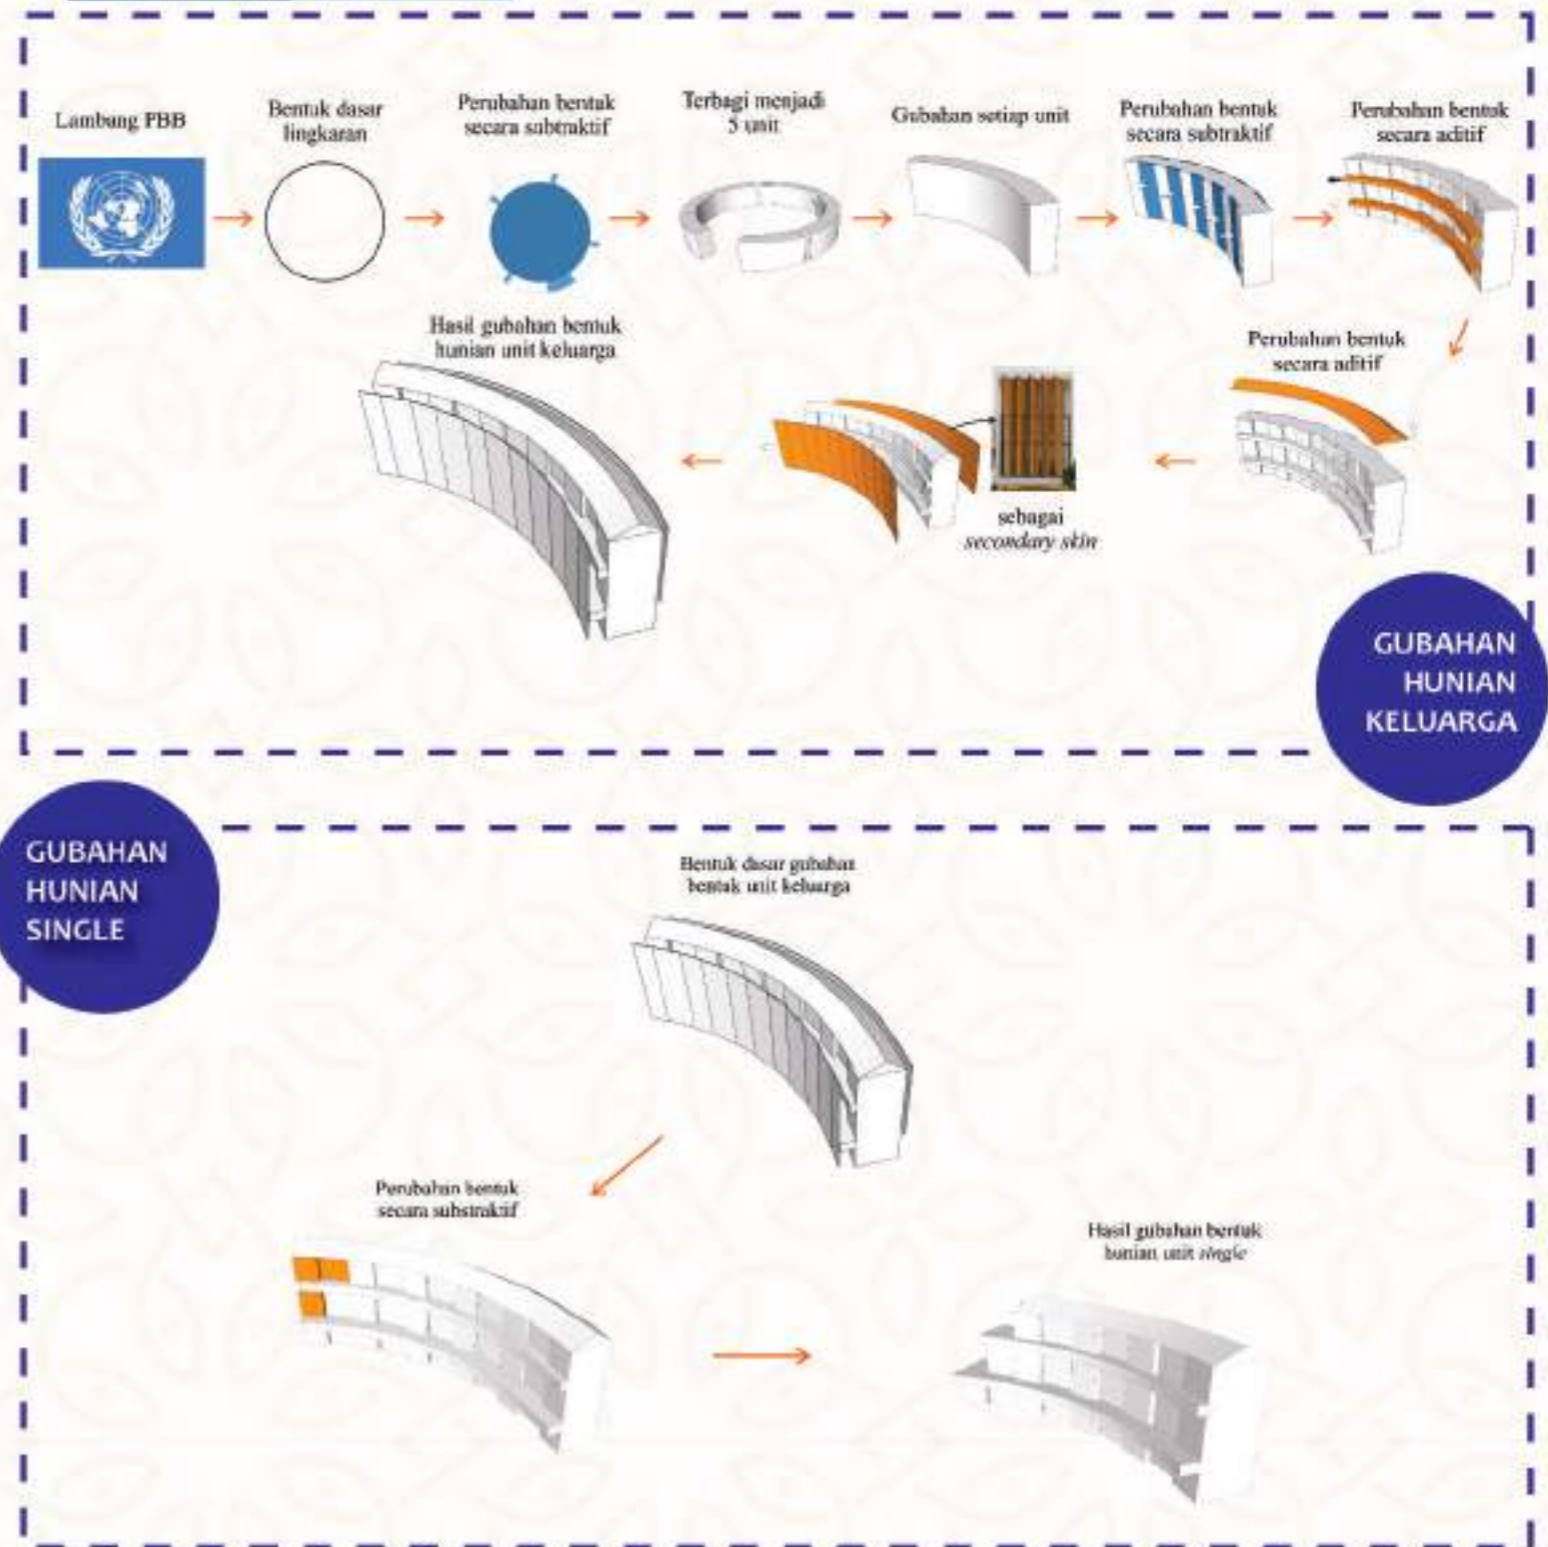 Lambang PBB
Bentuk dasar
lingkaran
Perubahan bentuk
secara subtraktif
Terbagi menjadi
5 unit
Gubahan setiap unit
Perubahan bentuk
secara subtraktif
Perubahan bentuk
secara aditif
Perubahan bentuk
secara aditif
sebagai
secondary skin
Hasil gubahan bentuk
hunian unit keluarga
GUBAHAN
HUNIAN
KELUARGA
GUBAHAN
HUNIAN
SINGLE
Bentuk dasar gubahan
bentuk unit keluarga
Perubahan bentuk
secara substraktif
Hasil gubahan bentuk
hunian unit single